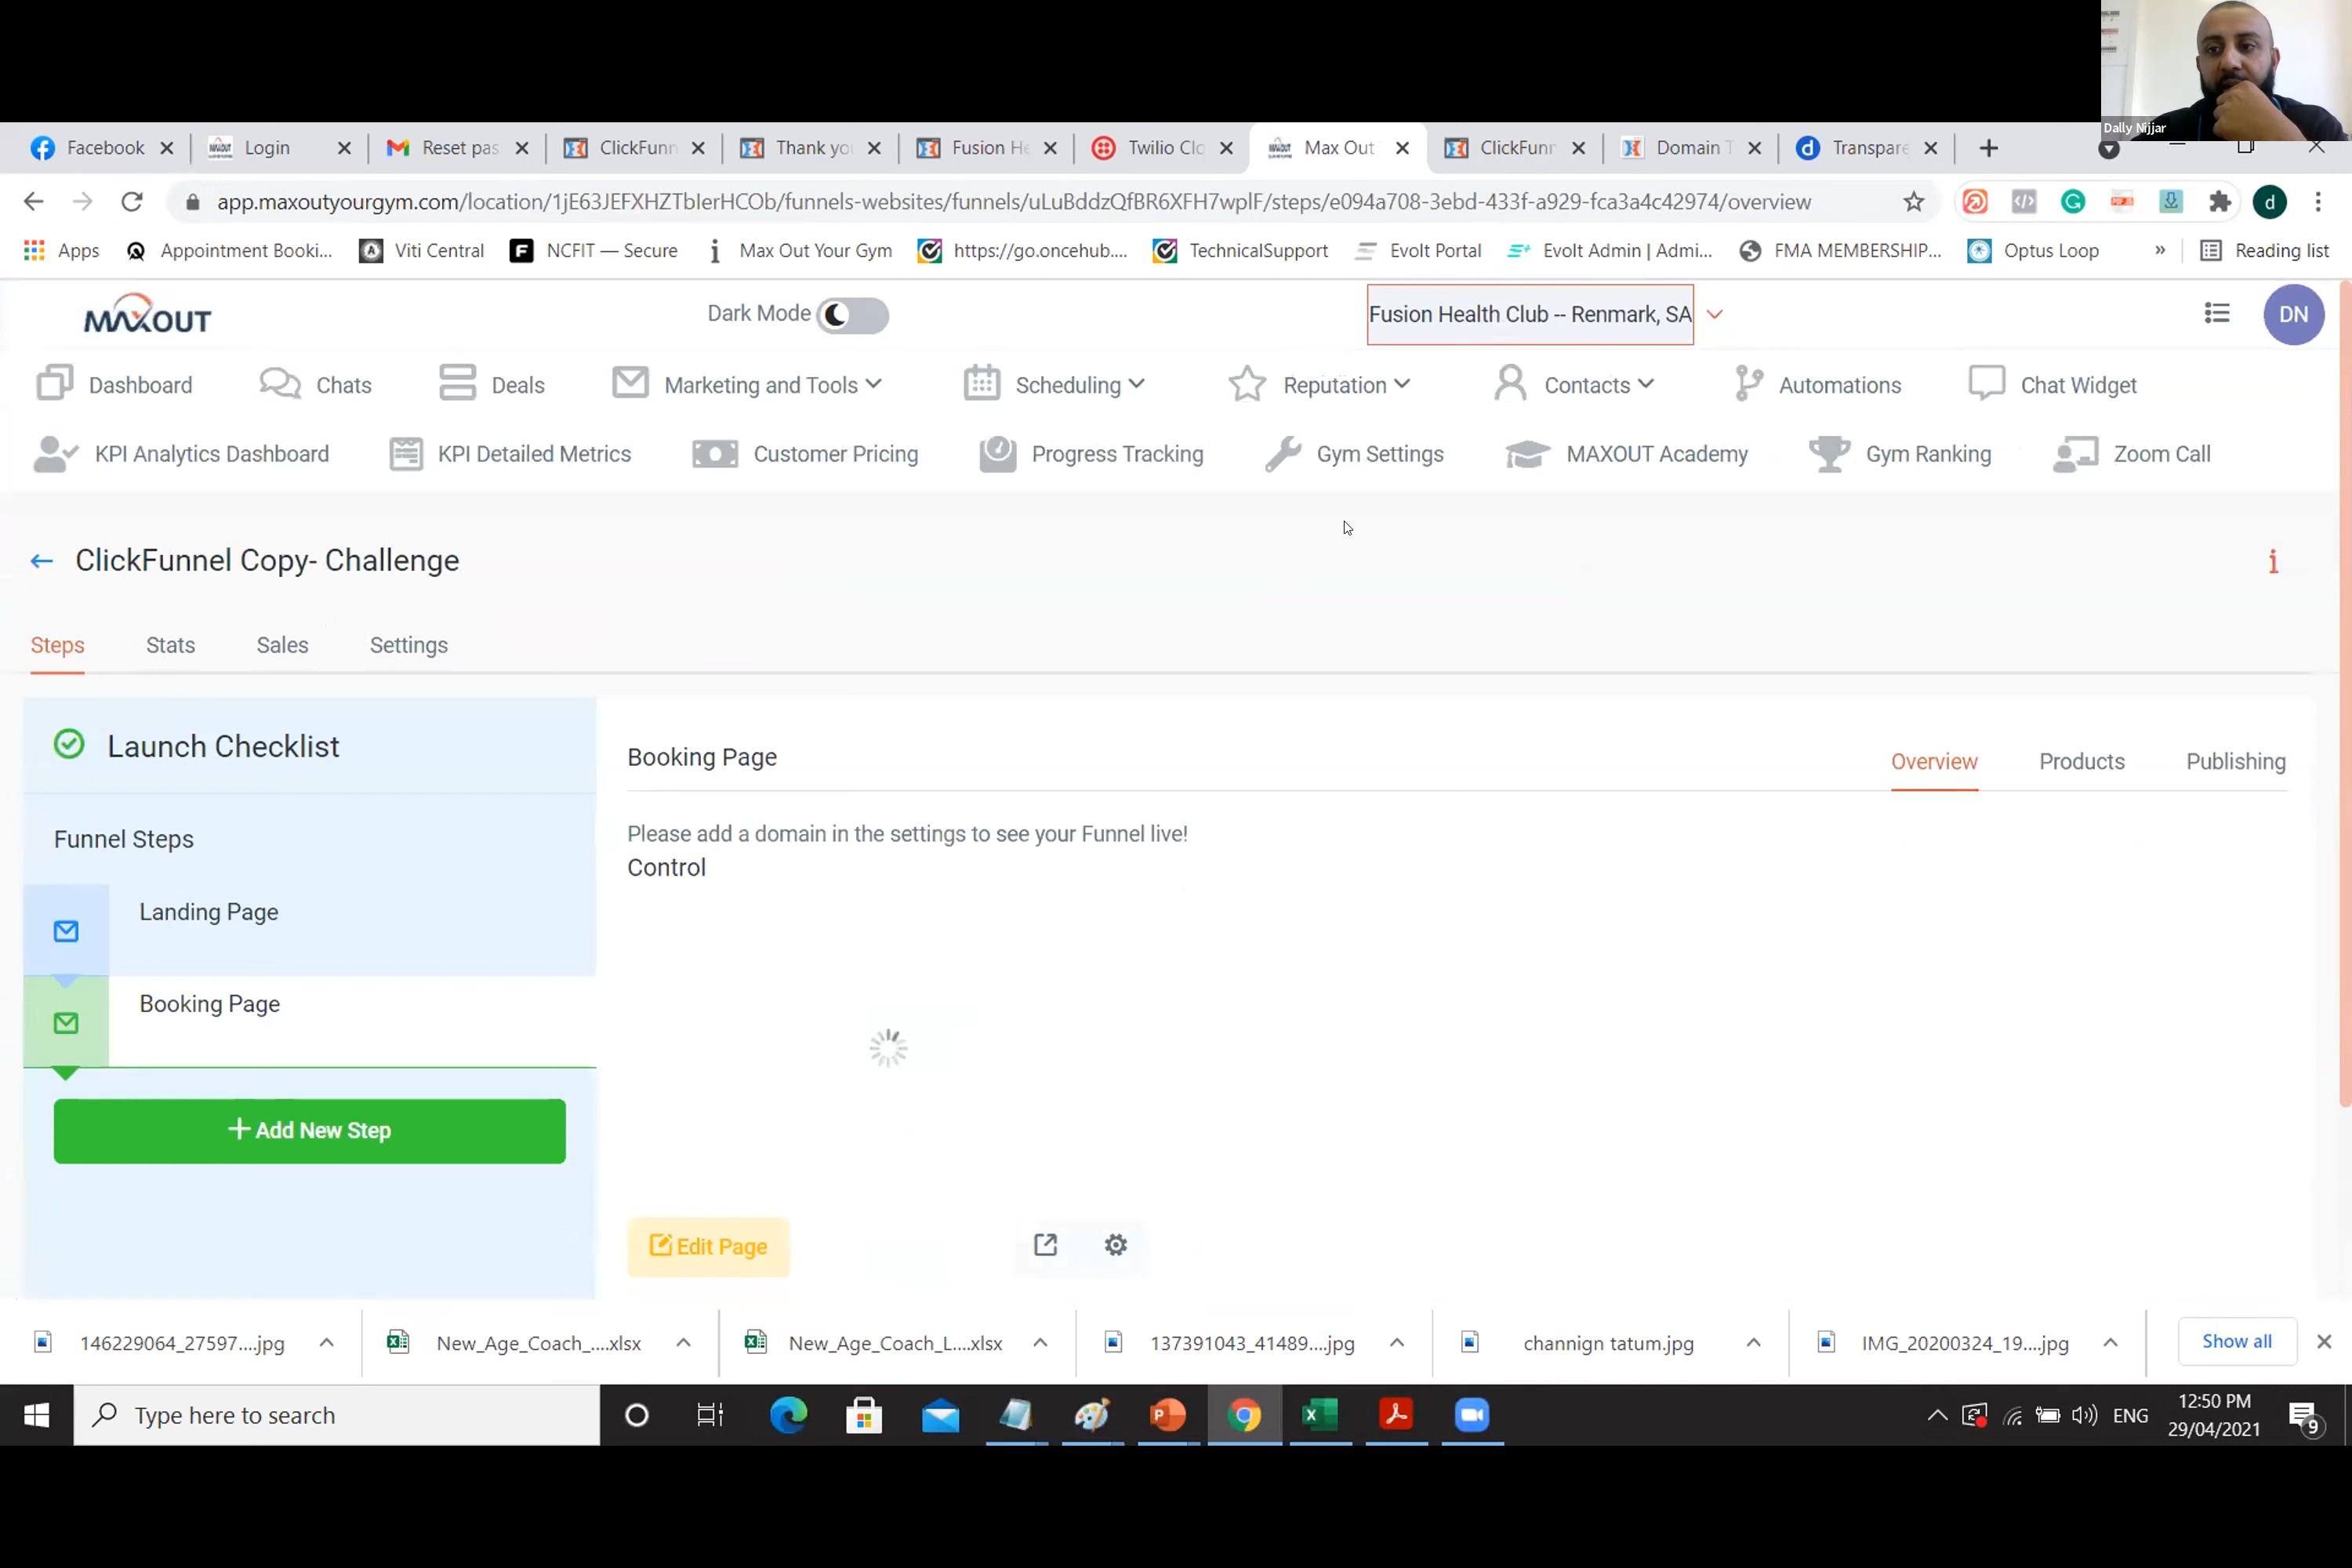 Dally Nijjar
Facebook
Login
Reset pas
ClickFunn
Thank yo
Fusion He
Twilio Clo
Max Out
ClickFunn
Domain T
Transpare
app.maxoutyourgym.com/location/1jE63JEFXHZTbIerHCOb/funnels-websites/funnels/uLuBddzQfBR6XFH7wplF/steps/e094a708-3ebd-433f-a929-fca3a4c42974/overview
d
Apps
Appointment Booki...
Viti Central
NCFIT — Secure
Max Out Your Gym
https://go.oncehub....
TechnicalSupport
Evolt Portal
Evolt Admin | Admi...
FMA MEMBERSHIP...
Optus Loop
»
Reading list
MAXOUT
Dark Mode
Fusion Health Club -- Renmark, SA
DN
Dashboard
Chats
Deals
Marketing and Tools
Scheduling
Reputation
Contacts
Automations
Chat Widget
KPI Analytics Dashboard
KPI Detailed Metrics
Customer Pricing
Progress Tracking
Gym Settings
MAXOUT Academy
Gym Ranking
Zoom Call
ClickFunnel Copy- Challenge
Steps
Stats
Sales
Settings
Launch Checklist
Booking Page
Overview
Products
Publishing
Please add a domain in the settings to see your Funnel live!
Control
Funnel Steps
Landing Page
Booking Page
+ Add New Step
Edit Page
146229064_27597....jpg
New_Age_Coach_....xlsx
New_Age_Coach_L....xlsx
137391043_41489....jpg
channign tatum.jpg
IMG_20200324_19....jpg
Show all
Type here to search
ENG
12:50 PM
29/04/2021
9